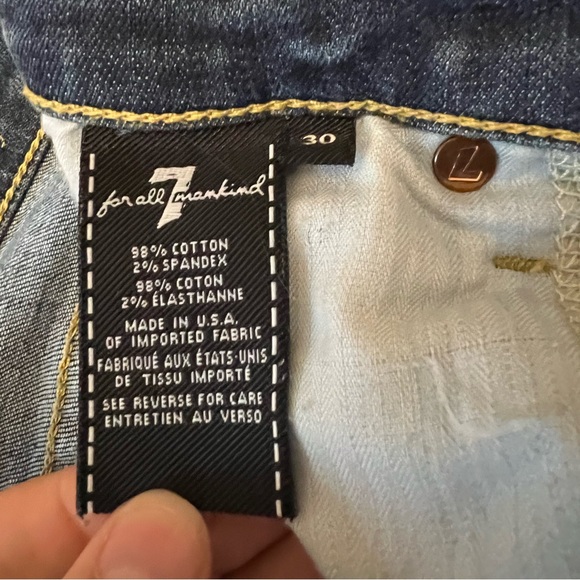 30
7
for all mankind
98% COTTON
2% SPANDEX
98% COTON
2% ÉLASTHANNE
MADE IN U.S.A.
OF IMPORTED FABRIC
FABRIQUÉ AUX ÉTATS-UNIS
DE TISSU IMPORTÉ
SEE REVERSE FOR CARE
ENTRETIEN AU VERSO
7